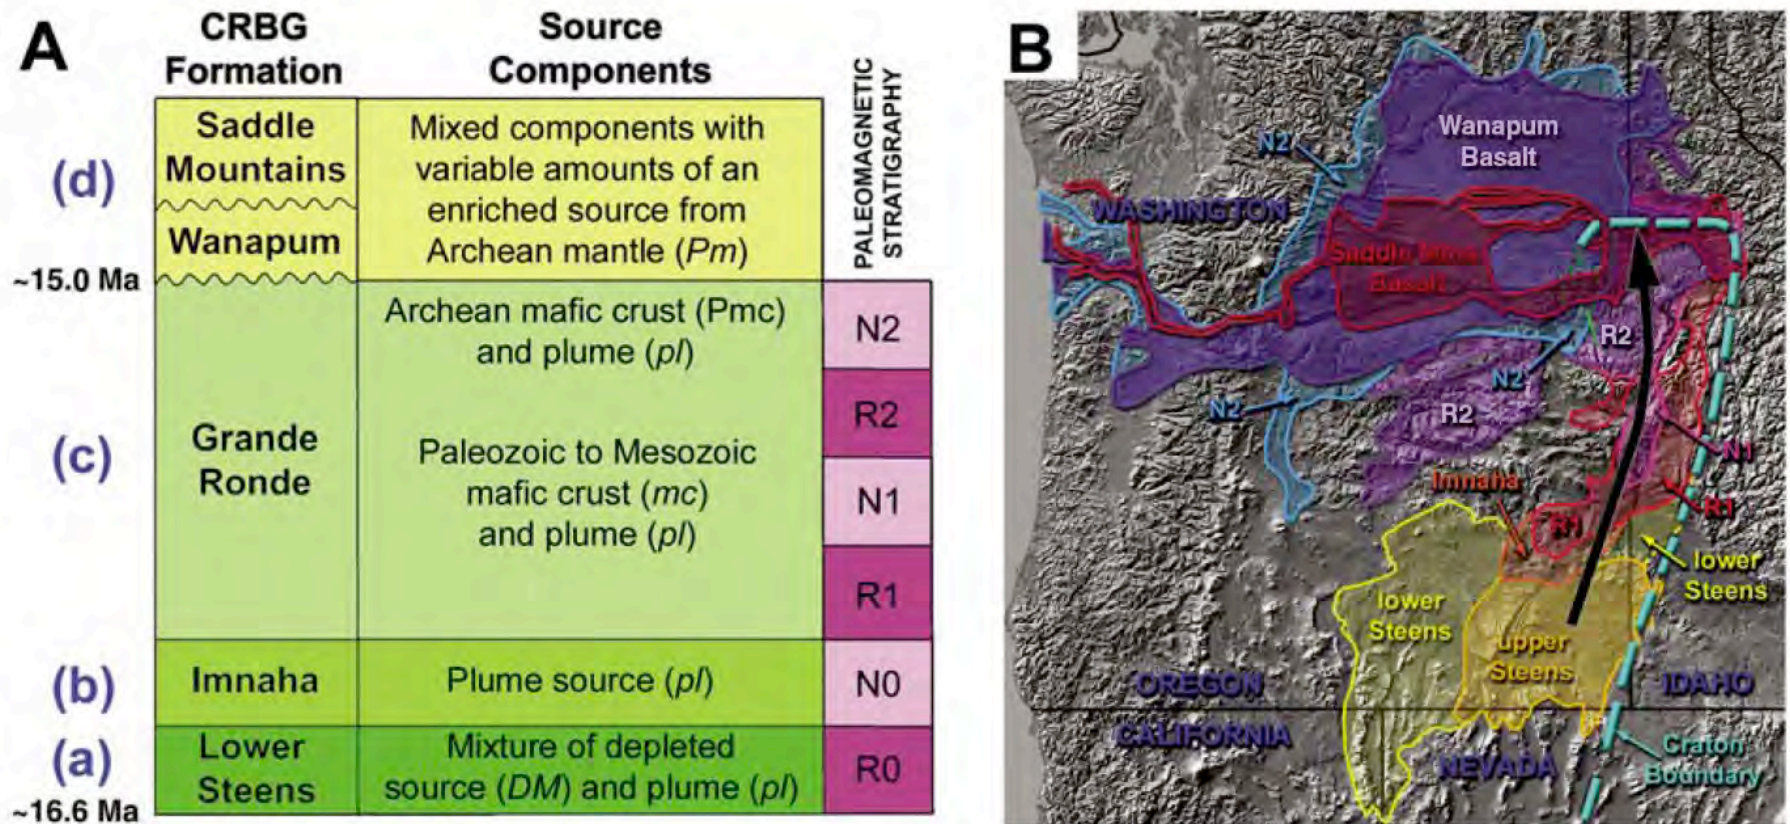 A
CRBG
Formation
Source
Components
PALEOMAGNETIC
STRATIGRAPHY
(d)
Saddle
Mountains
Wanapum
Mixed components with
variable amounts of an
enriched source from
Archean mantle (Pm)
~15.0 Ma
(c)
Grande
Ronde
Archean mafic crust (Pmc)
and plume (pl)
Paleozoic to Mesozoic
mafic crust (mc)
and plume (pl)
N2
R2
N1
R1
(b)
Imnaha
Plume source (pl)
N0
(a)
Lower
Steens
Mixture of depleted
source (DM) and plume (pl)
R0
~16.6 Ma
B
Wanapum
Basalt
N2
WASHINGTON
Saddle Mtns
Basalt
R2
N2
N2
R2
N1
Imnaha
R1
R1
lower
Steens
lower
Steens
upper
Steens
OREGON
IDAHO
CALIFORNIA
NEVADA
Craton
Boundary